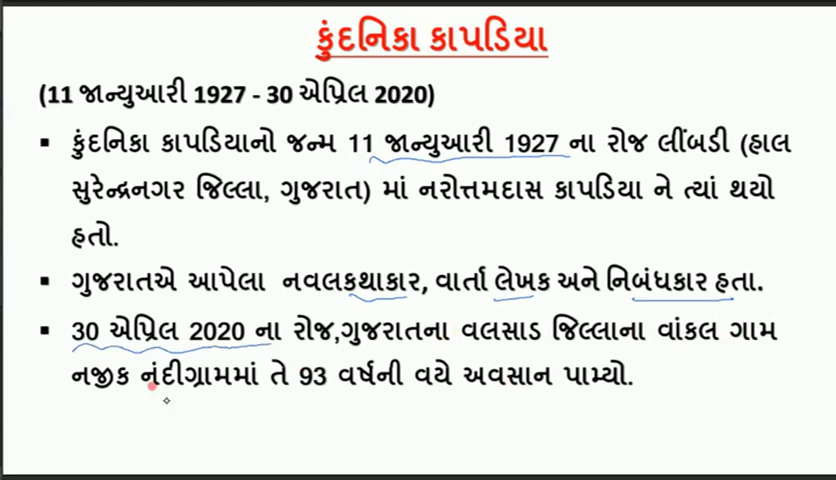 કુંદનિકા કાપડિયા
(11 જાન્યુઆરી 1927 - 30 એપ્રિલ 2020)
▪ કુંદનિકા કાપડિયાનો જન્મ 11 જાન્યુઆરી 1927 ના રોજ લીંબડી (હાલ
સુરેન્દ્રનગર જિલ્લા, ગુજરાત) માં નરોત્તમદાસ કાપડિયા ને ત્યાં થયો
હતો.
▪ ગુજરાતએ આપેલા નવલકથાકાર, વાર્તા લેખક અને નિબંધકાર હતા.
▪ 30 એપ્રિલ 2020 ના રોજ,ગુજરાતના વલસાડ જિલ્લાના વાંકલ ગામ
નજીક નંદીગ્રામમાં તે 93 વર્ષની વયે અવસાન પામ્યો.